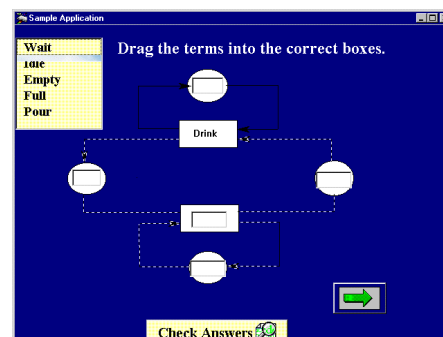 Sample Application
Drag the terms into the correct boxes.
Wait
Idle
Empty
Full
Pour
Drink
Check Answers